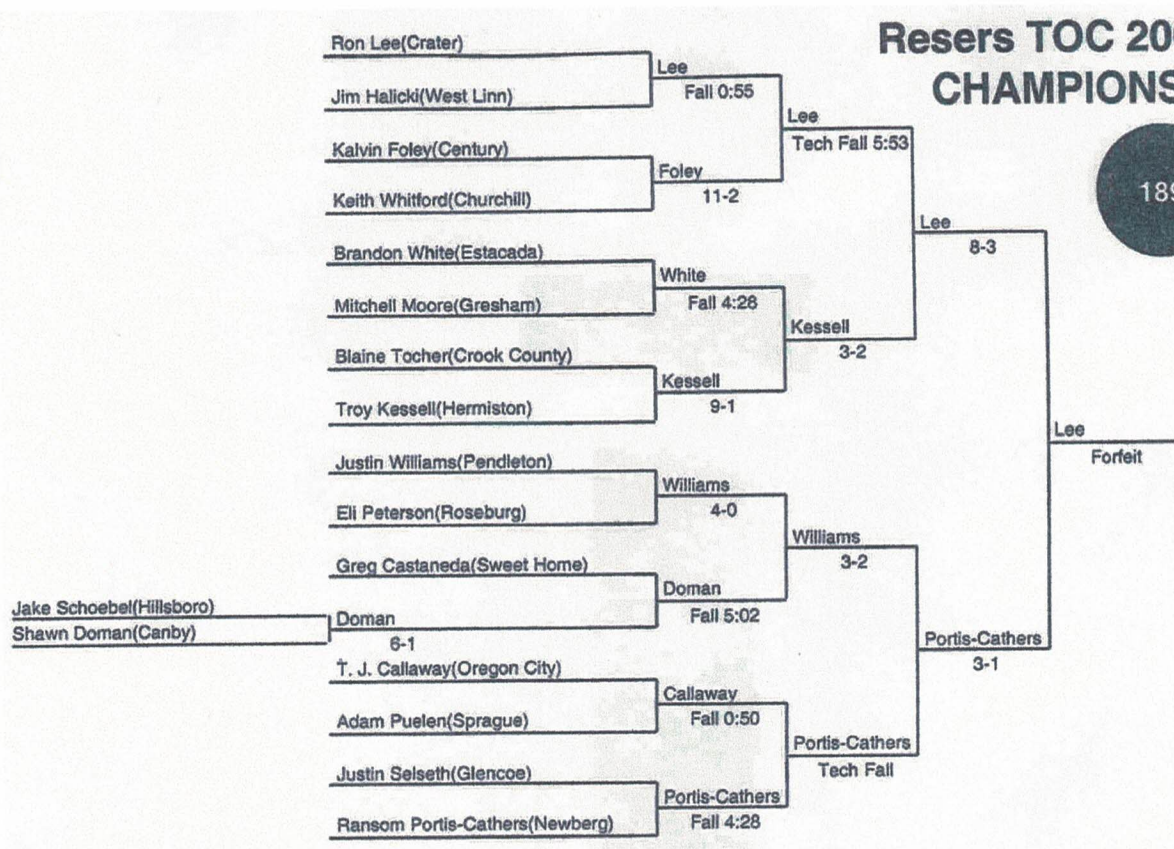 Resers TOC 20
CHAMPIONS
189
Ron Lee(Crater)
Lee
Jim Halicki(West Linn)
Fall 0:55
Lee
Tech Fall 5:53
Kalvin Foley(Century)
Foley
Keith Whitford(Churchill)
11-2
Lee
8-3
Brandon White(Estacada)
White
Mitchell Moore(Gresham)
Fall 4:28
Kessell
3-2
Blaine Tocher(Crook County)
Kessell
Troy Kessell(Hermiston)
9-1
Lee
Forfeit
Justin Williams(Pendleton)
Williams
Eli Peterson(Roseburg)
4-0
Williams
3-2
Greg Castaneda(Sweet Home)
Doman
Fall 5:02
Jake Schoebel(Hillsboro)
Shawn Doman(Canby)
Doman
6-1
Portis-Cathers
3-1
T. J. Callaway(Oregon City)
Callaway
Adam Puelen(Sprague)
Fall 0:50
Portis-Cathers
Tech Fall
Justin Selseth(Glencoe)
Portis-Cathers
Ransom Portis-Cathers(Newberg)
Fall 4:28